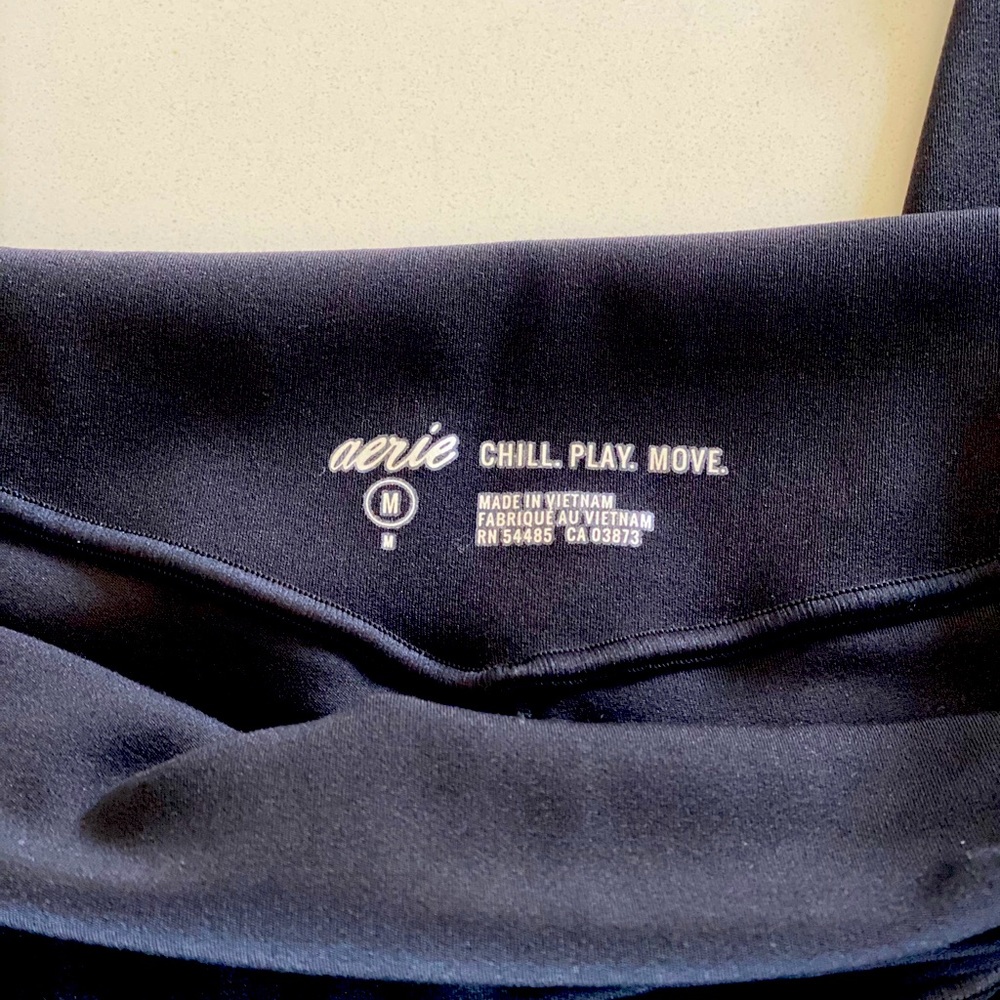 aerie CHILL. PLAY. MOVE.
M
M
MADE IN VIETNAM
FABRIQUÉ AU VIETNAM
RN 54485 CA 03873